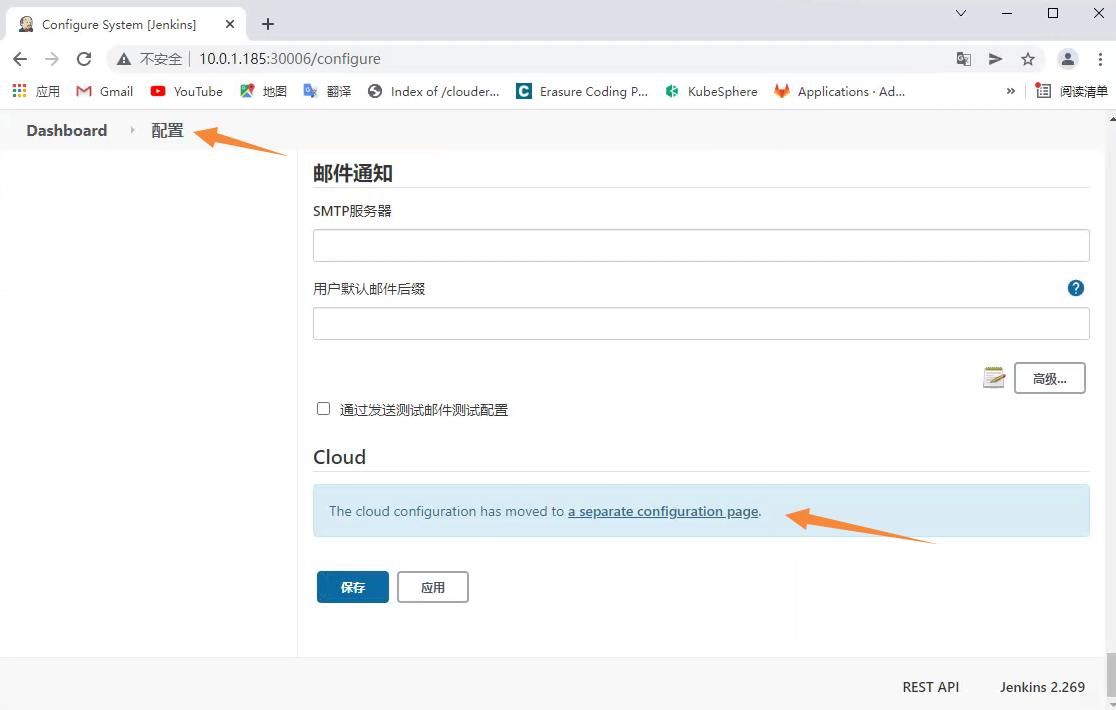 Configure System [Jenkins]
不安全 10.0.1.185:30006/configure
应用 Gmail YouTube 地图 翻译 Index of /clouder... Erasure Coding P... KubeSphere Applications · Ad... » 阅读清单
Dashboard 配置
邮件通知
SMTP服务器
用户默认邮件后缀
高级...
通过发送测试邮件测试配置
Cloud
The cloud configuration has moved to a separate configuration page.
保存 应用
REST API Jenkins 2.269